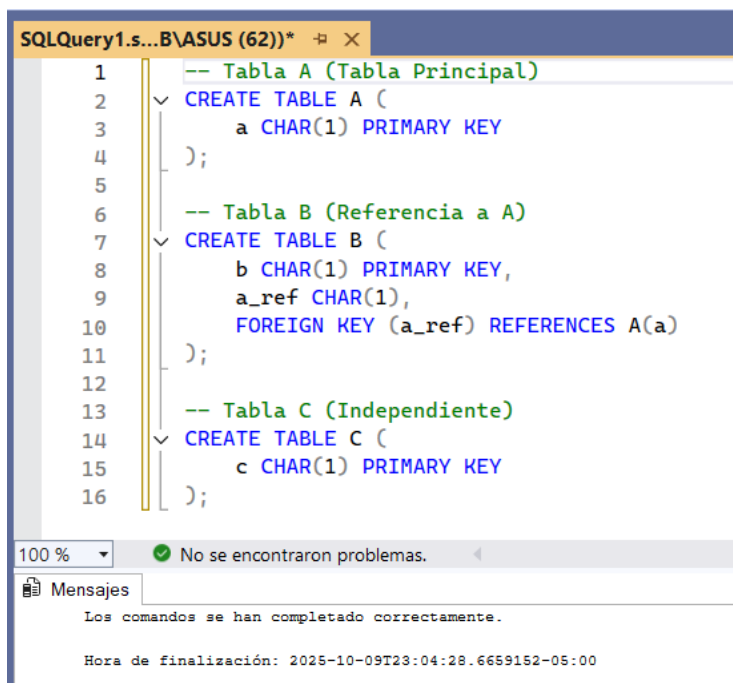 SQLQuery1.s...B\ASUS (62))*
1 -- Tabla A (Tabla Principal)
2 CREATE TABLE A (
3 a CHAR(1) PRIMARY KEY
4 );
5
6 -- Tabla B (Referencia a A)
7 CREATE TABLE B (
8 b CHAR(1) PRIMARY KEY,
9 a_ref CHAR(1),
10 FOREIGN KEY (a_ref) REFERENCES A(a)
11 );
12
13 -- Tabla C (Independiente)
14 CREATE TABLE C (
15 c CHAR(1) PRIMARY KEY
16 );
100 % No se encontraron problemas.
Mensajes
Los comandos se han completado correctamente.
Hora de finalización: 2025-10-09T23:04:28.6659152-05:00